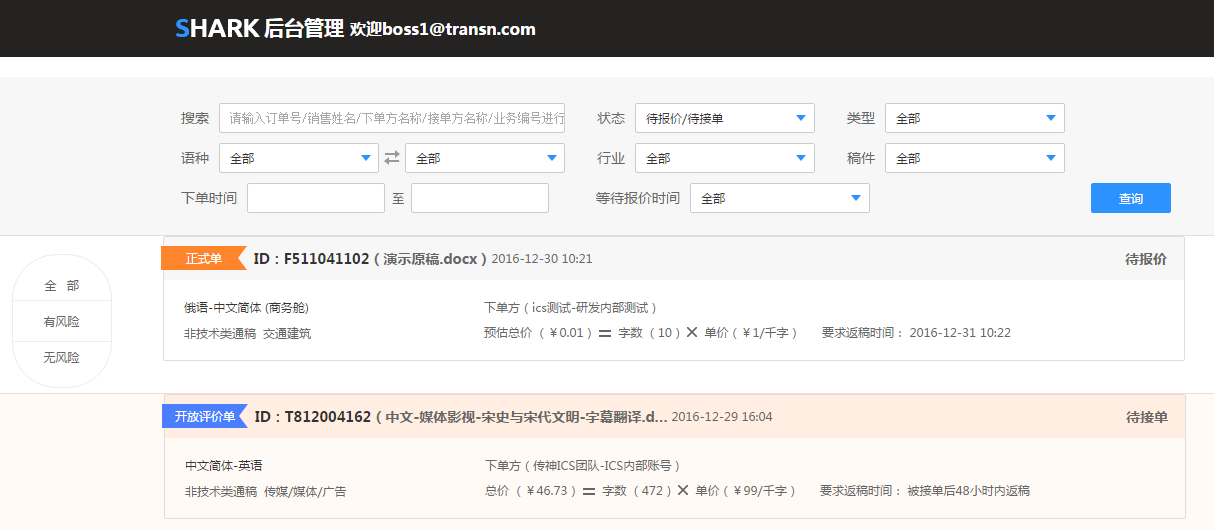 SHARK 后台管理 欢迎boss1@transn.com
搜索 请输入订单号/销售姓名/下单方名称/接单方名称/业务编号进行 状态 待报价/待接单 类型 全部
语种 全部 全部 行业 全部 稿件 全部
下单时间 至 等待报价时间 全部 查询
正式单 ID：F511041102（演示原稿.docx）2016-12-30 10:21 待报价
全 部
有风险
无风险
俄语-中文简体 (商务舱) 下单方（ics测试-研发内部测试）
非技术类通稿 交通建筑 预估总价（￥0.01）= 字数（10）× 单价（￥1/千字） 要求返稿时间： 2016-12-31 10:22
开放评价单 ID：T812004162（中文-媒体影视-宋史与宋代文明-字幕翻译.d... 2016-12-29 16:04 待接单
中文简体-英语 下单方（传神ICS团队-ICS内部账号）
非技术类通稿 传媒/媒体/广告 总价（￥46.73）= 字数（472）× 单价（￥99/千字） 要求返稿时间： 被接单后48小时内返稿